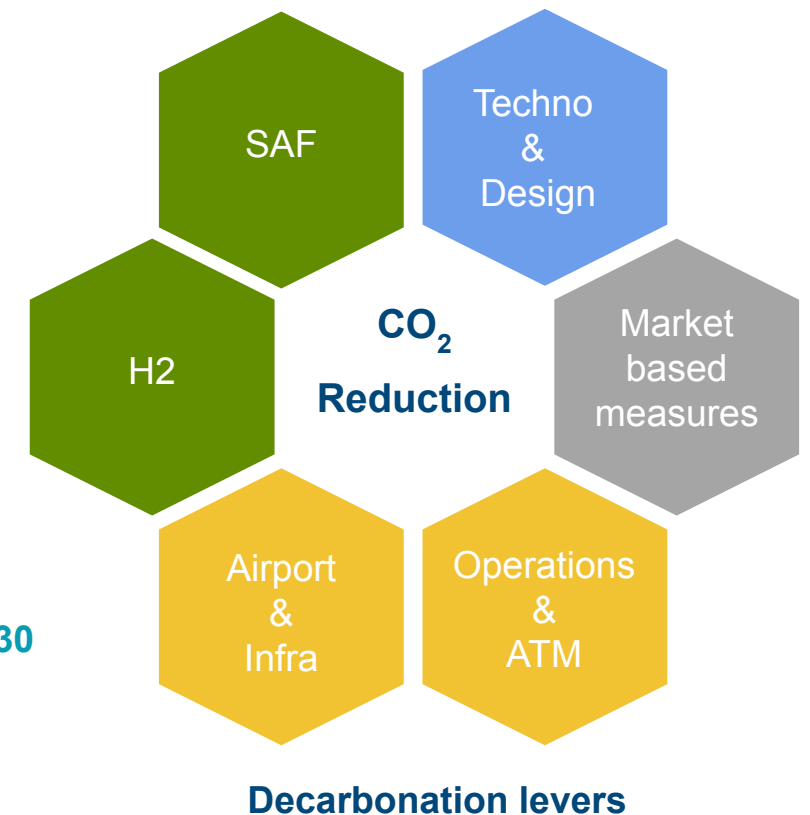 SAF
Techno
&
Design
CO₂
Reduction
H2
Market
based
measures
Airport
&
Infra
Operations
&
ATM
30
Decarbonation levers